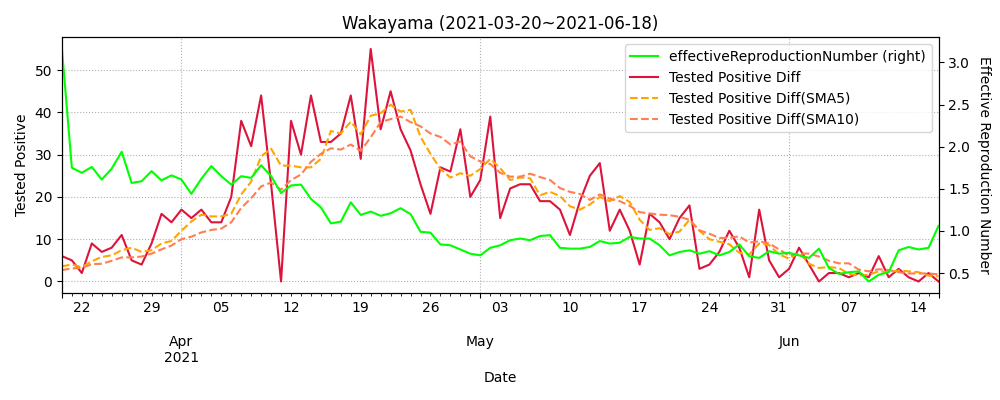 Wakayama (2021-03-20~2021-06-18)
effectiveReproductionNumber (right)
Tested Positive Diff
Tested Positive Diff(SMA5)
Tested Positive Diff(SMA10)
Tested Positive
50
40
30
20
10
0
Effective Reproduction Number
3.0
2.5
2.0
1.5
1.0
0.5
22 29 05 12 19 26 03 10 17 24 31 07 14
Apr May Jun
2021
Date